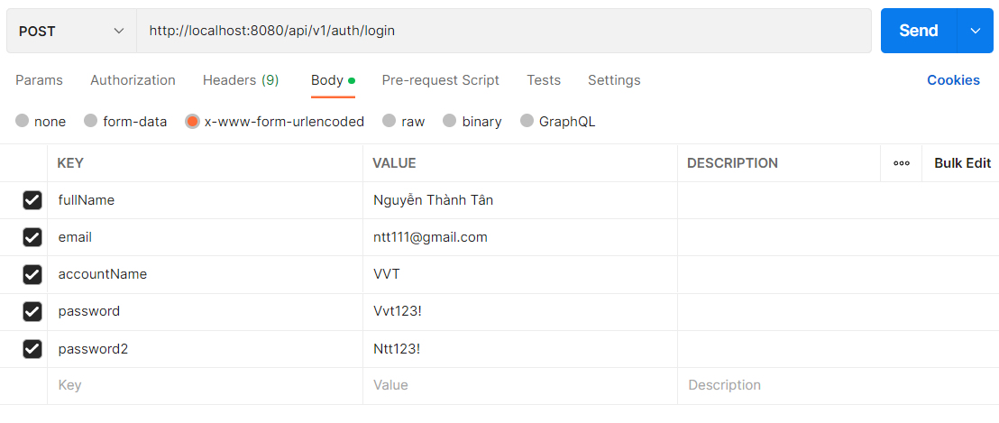 POST http://localhost:8080/api/v1/auth/login Send
Params Authorization Headers (9) Body Pre-request Script Tests Settings Cookies
none form-data x-www-form-urlencoded raw binary GraphQL
KEY VALUE DESCRIPTION Bulk Edit
fullName Nguyễn Thành Tân
email ntt111@gmail.com
accountName VVT
password Vvt123!
password2 Ntt123!
Key Value Description